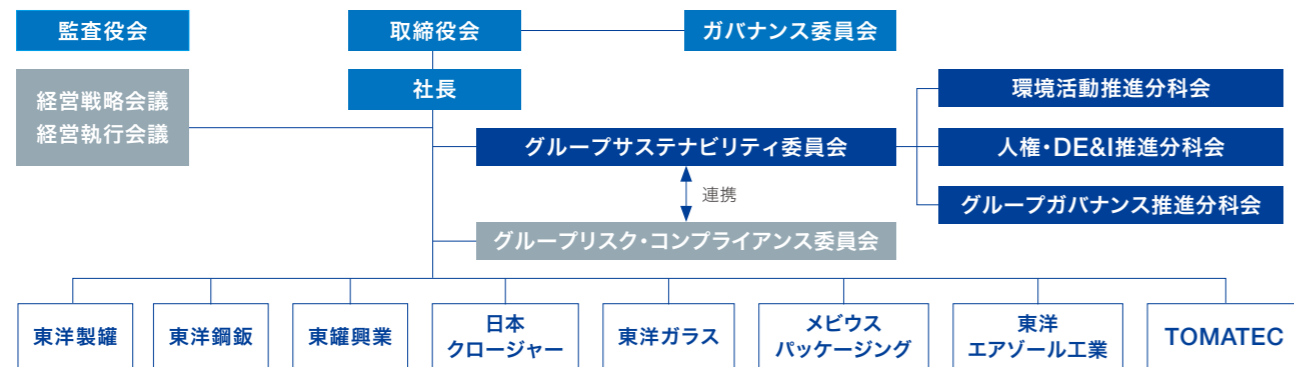 監査役会
取締役会
ガバナンス委員会
経営戦略会議
経営執行会議
社長
環境活動推進分科会
グループサステナビリティ委員会
人権・DE&I推進分科会
連携
グループガバナンス推進分科会
グループリスク・コンプライアンス委員会
東洋製罐
東洋鋼鈑
東罐興業
日本
クロージャー
東洋ガラス
メビウス
パッケージング
東洋
エアゾール工業
TOMATEC